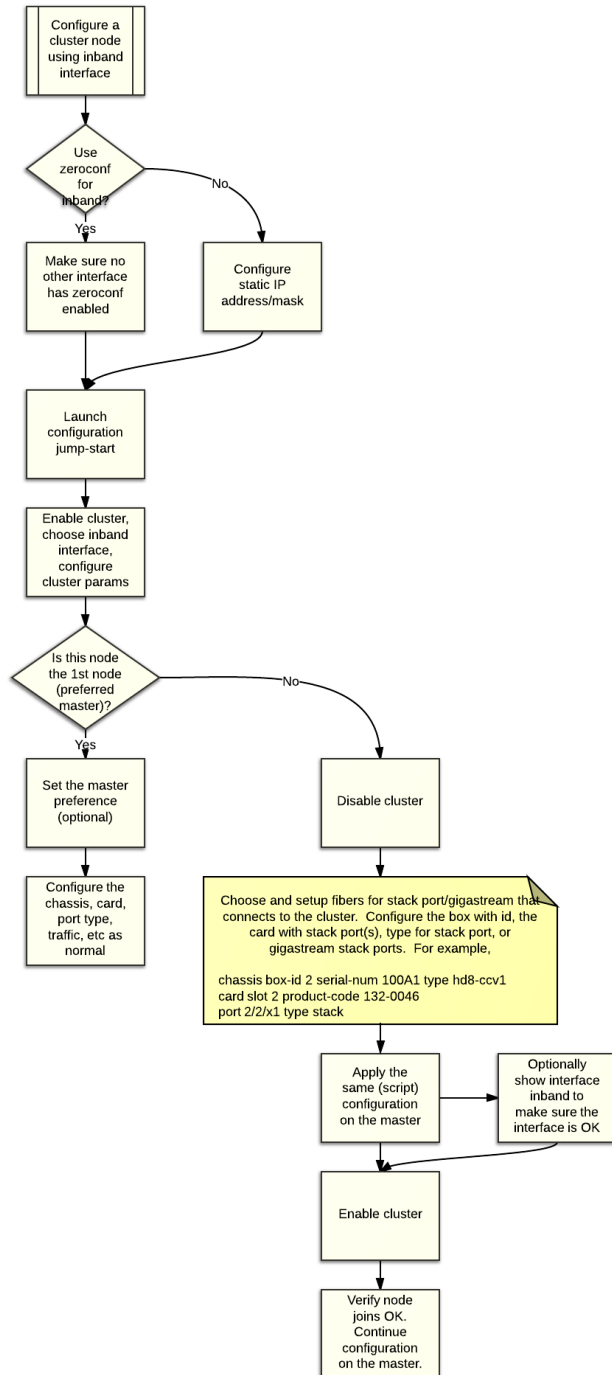 Configure a
cluster node
using inband
interface
Use
zeroconf
for
inband?
No
Yes
Make sure no
other interface
has zeroconf
enabled
Configure
static IP
address/mask
Launch
configuration
jump-start
Enable cluster,
choose inband
interface,
configure
cluster params
Is this node
the 1st node
(preferred
master)?
No
Yes
Set the master
preference
(optional)
Disable cluster
Configure the
chassis, card,
port type,
traffic, etc as
normal
Choose and setup fibers for stack port/gigastream that
connects to the cluster.  Configure the box with id, the
card with stack port(s), type for stack port, or
gigastream stack ports.  For example,
chassis box-id 2 serial-num 100A1 type hd8-ccv1
card slot 2 product-code 132-0046
port 2/2/x1 type stack
Apply the
same (script)
configuration
on the master
Optionally
show interface
inband to
make sure the
interface is OK
Enable cluster
Verify node
joins OK.
Continue
configuration
on the master.